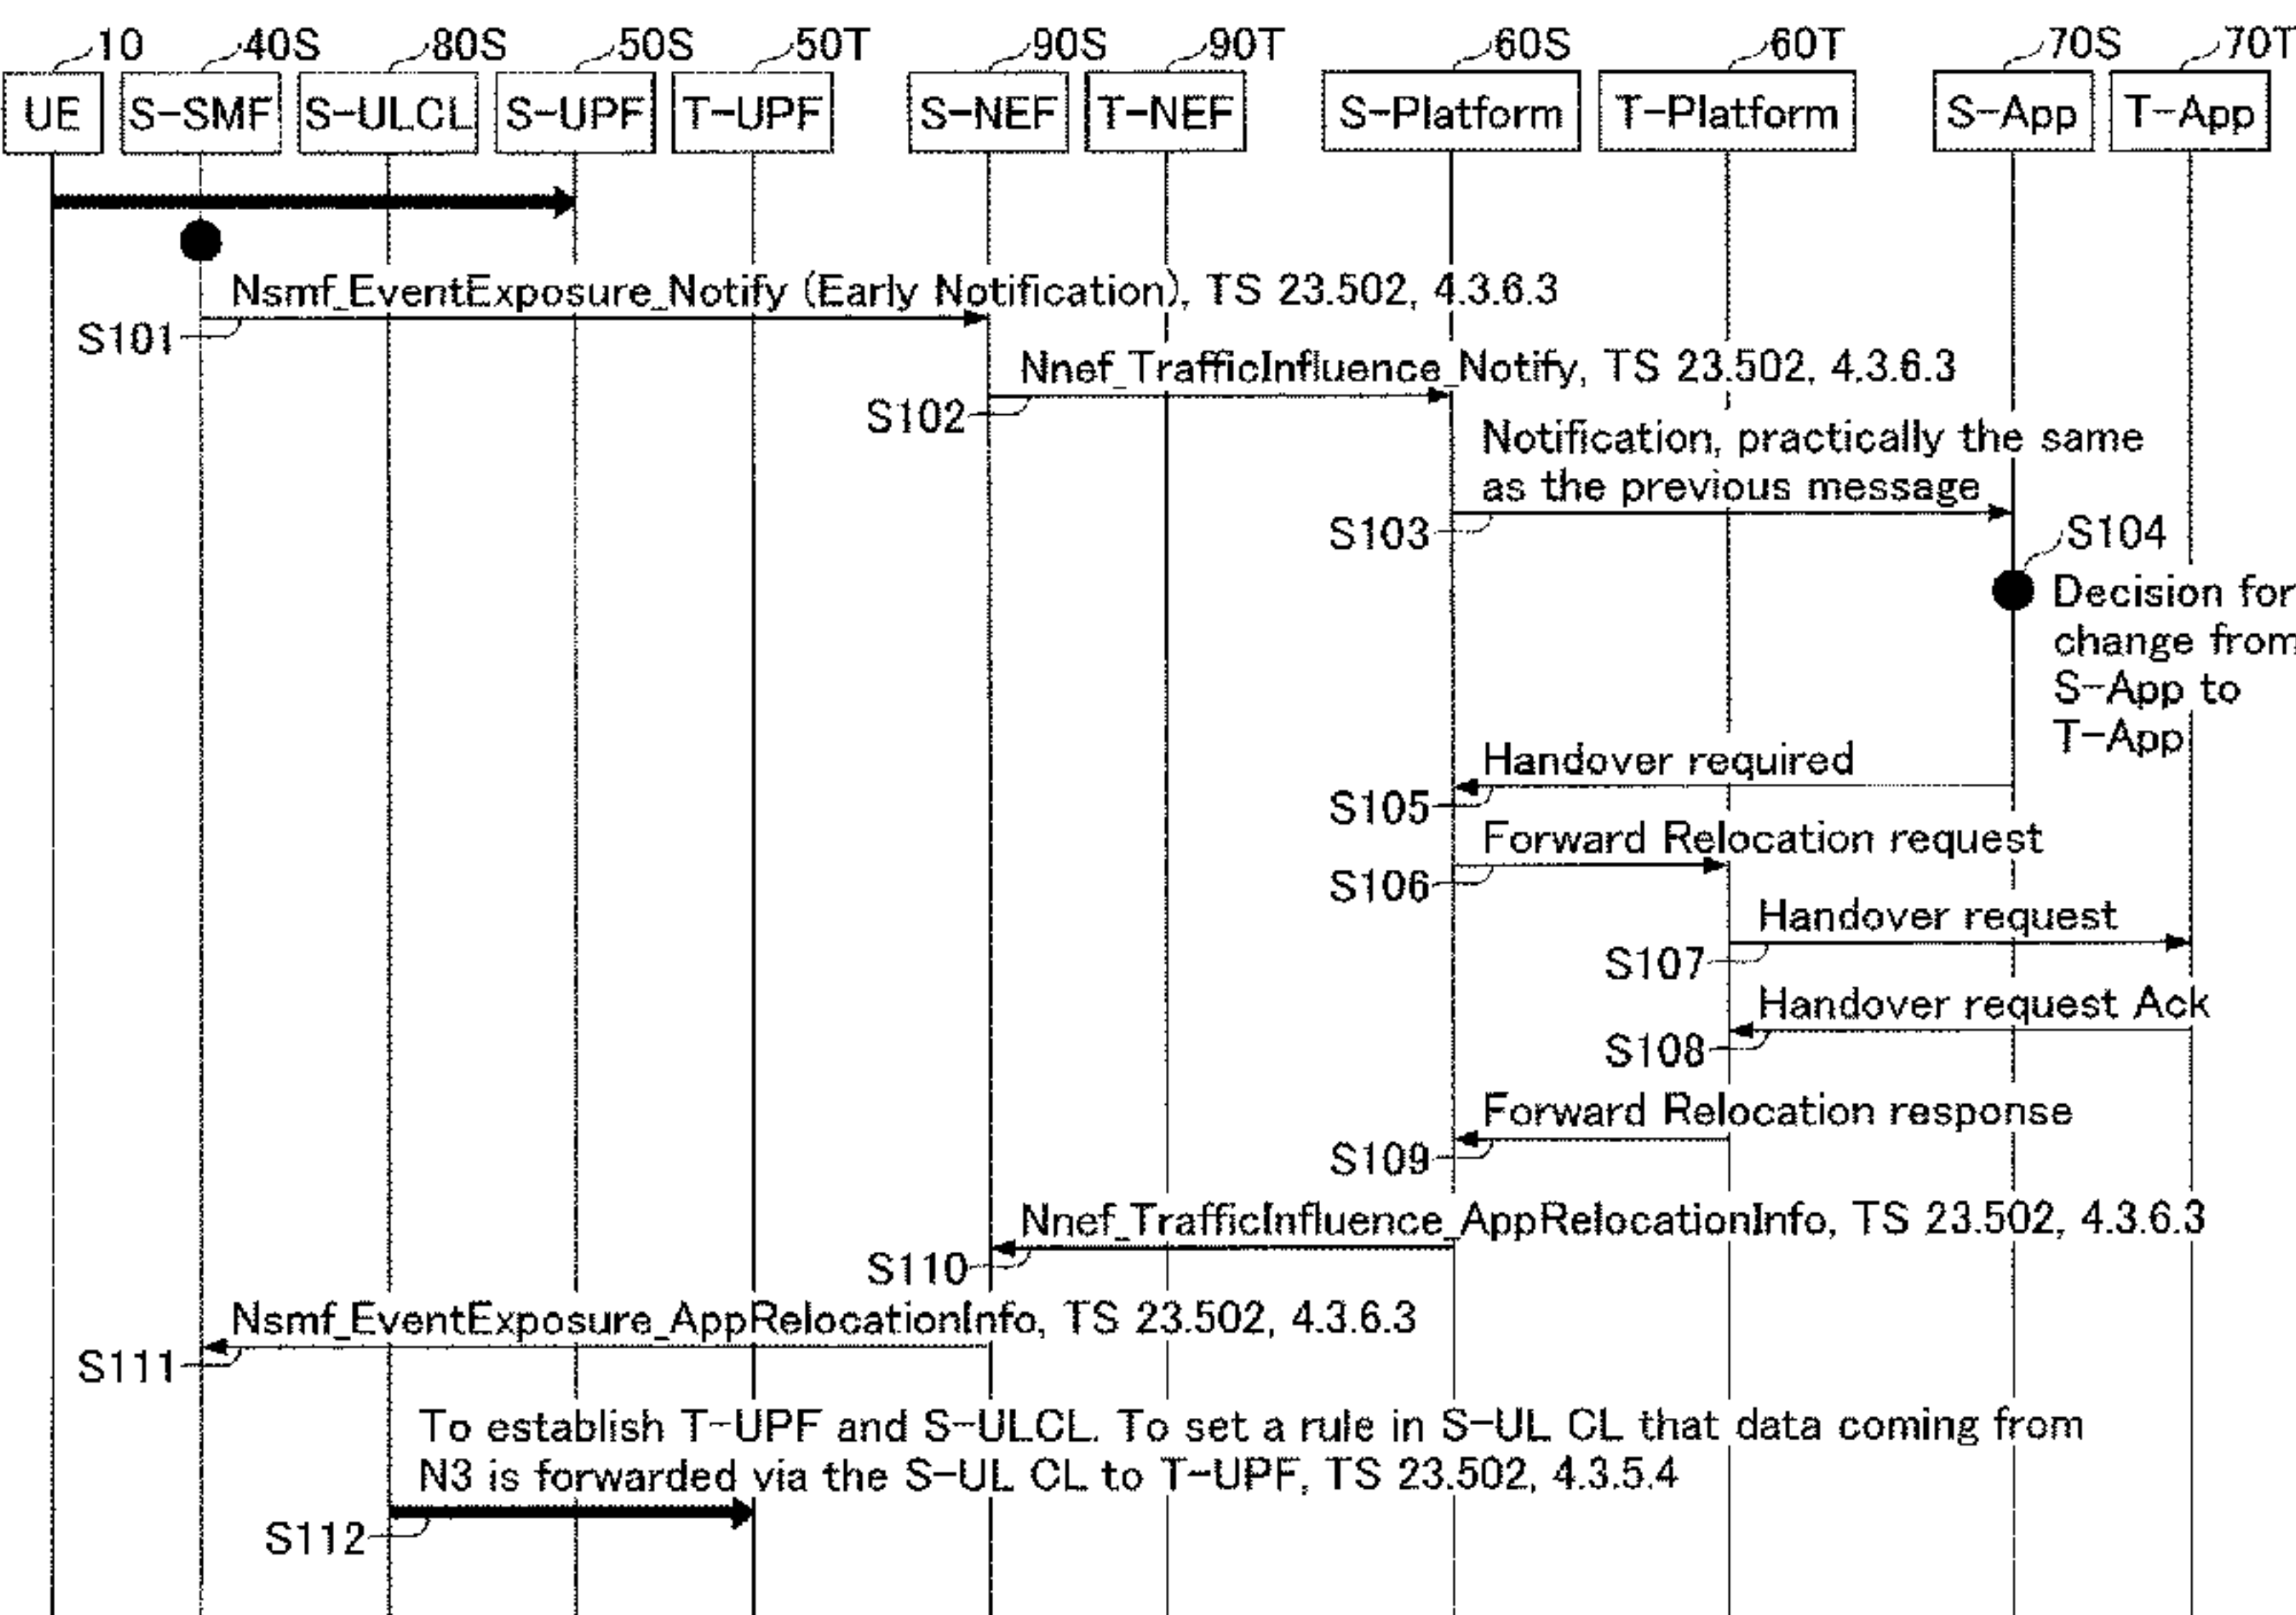 10 40S 80S 50S 50T 90S 90T 60S 60T 70S 70T
UE S-SMF S-ULCL S-UPF T-UPF S-NEF T-NEF S-Platform T-Platform S-App T-App
Nsmf_EventExposure_Notify (Early Notification), TS 23.502, 4.3.6.3
S101
Nnef_TrafficInfluence_Notify, TS 23.502, 4.3.6.3
S102
Notification, practically the same
as the previous message
S103
S104
Decision for
change from
S-App to
T-App
Handover required
S105
Forward Relocation request
S106
Handover request
S107
Handover request Ack
S108
Forward Relocation response
S109
Nnef_TrafficInfluence_AppRelocationInfo, TS 23.502, 4.3.6.3
S110
Nsmf_EventExposure_AppRelocationInfo, TS 23.502, 4.3.6.3
S111
To establish T-UPF and S-ULCL. To set a rule in S-UL CL that data coming from
N3 is forwarded via the S-UL CL to T-UPF, TS 23.502, 4.3.5.4
S112